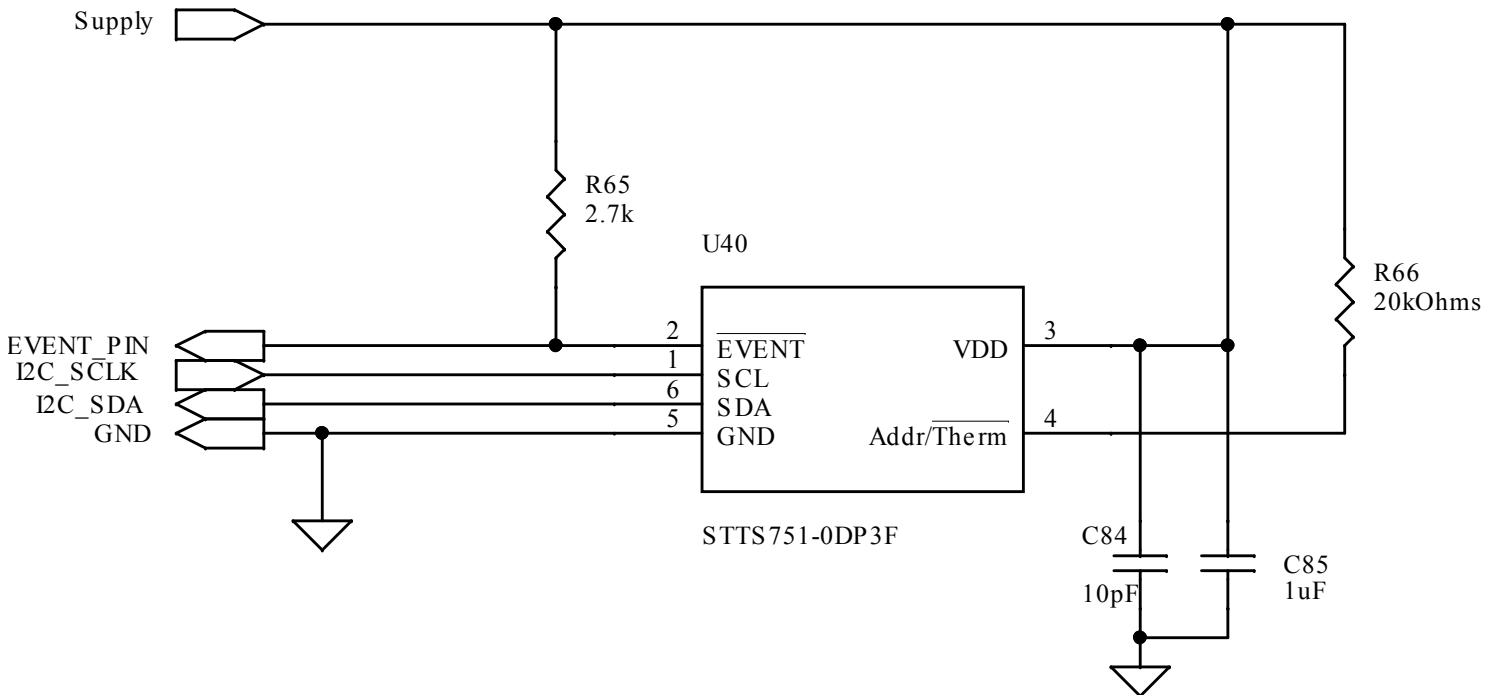 Supply
R65
2.7k
U40
R66
20kOhms
EVENT_PIN
2
EVENT
VDD
3
I2C_SCLK
1
SCL
I2C_SDA
6
SDA
GND
5
GND
Addr/Therm
4
STTS751-0DP3F
C84
10pF
C85
1uF